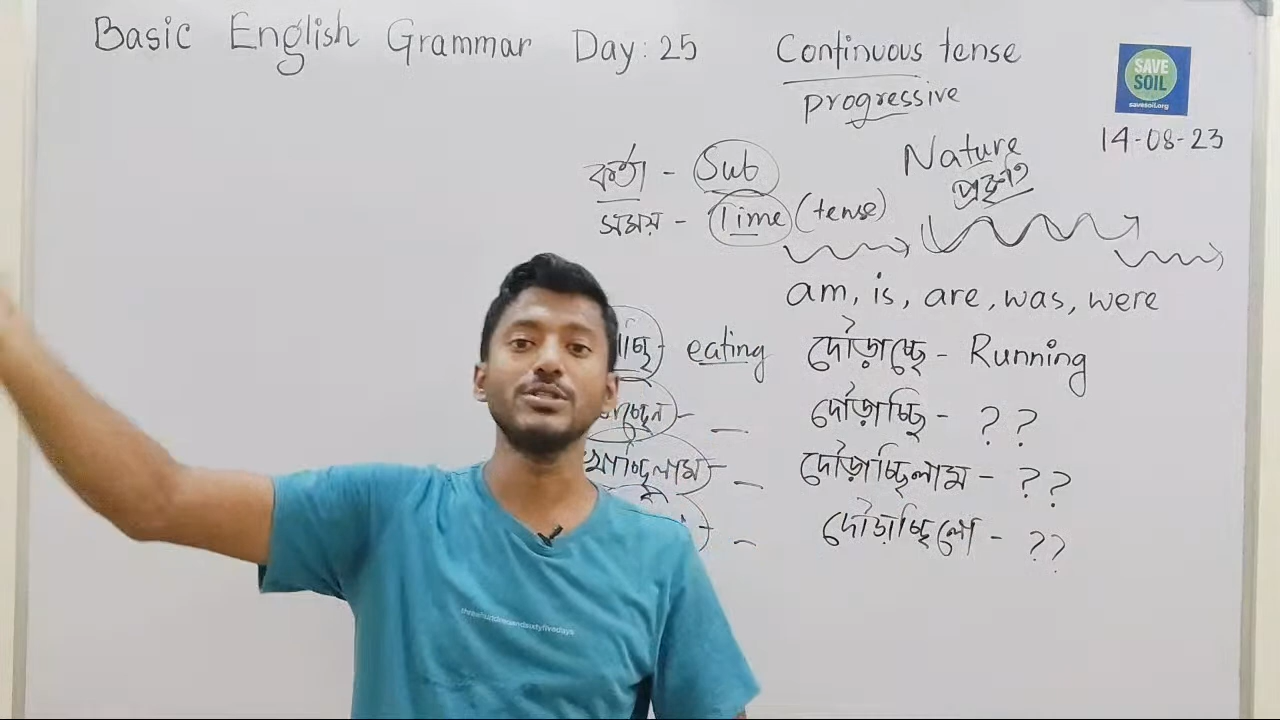 Basic English Grammar Day: 25 Continuous tense
progressive
SAVE
SOIL
savesoil.org
14-08-23
Nature
প্রকৃতি
কর্তা - Sub
সময় - Time (tense)
am, is, are, was, were
eating দৌড়াচ্ছে - Running
দৌড়াচ্ছি - ??
খাচ্ছিলাম - _ দৌড়াচ্ছিলাম - ??
দৌড়াচ্ছিলো - ??
threehundredandsixtyfivedays